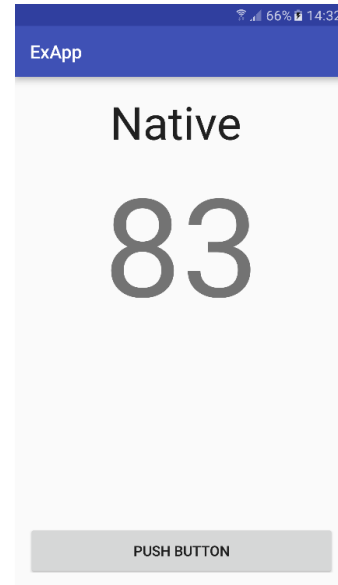 66% 14:32
ExApp
Native
83
PUSH BUTTON